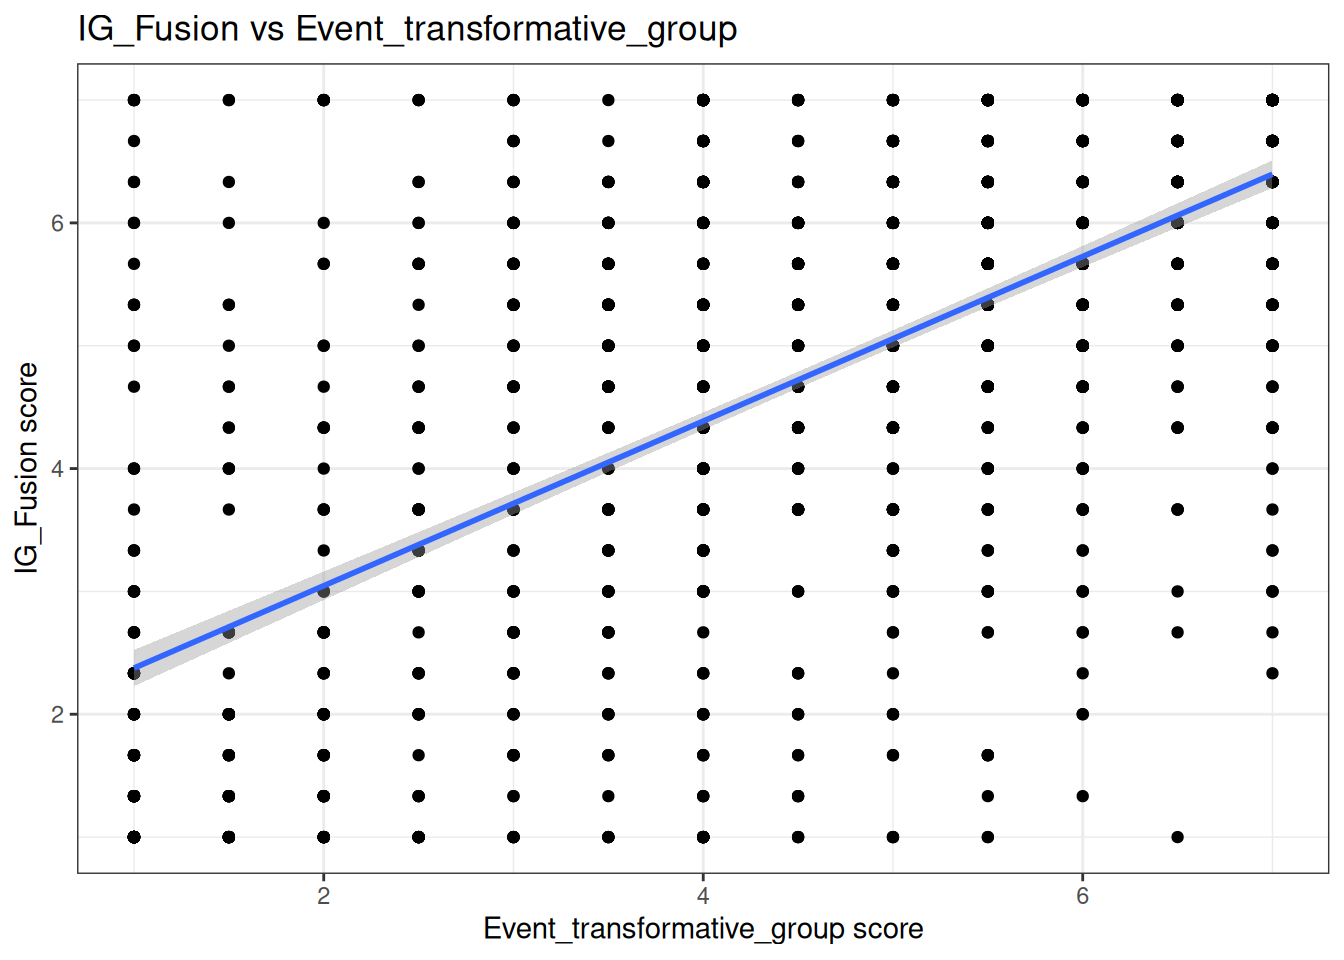 IG_Fusion vs Event_transformative_group
IG_Fusion score
6
4
2
2
4
6
Event_transformative_group score